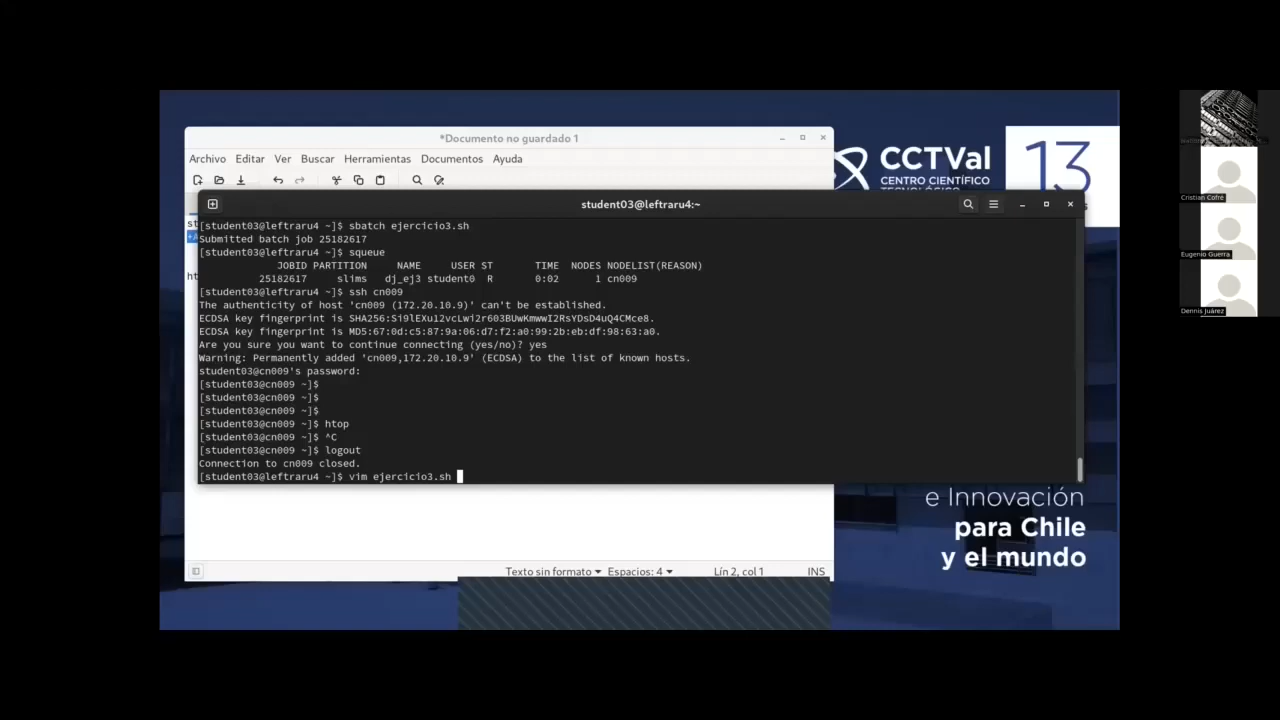 *Documento no guardado 1
Archivo Editar Ver Buscar Herramientas Documentos Ayuda
CCTVal
CENTRO CIENTÍFICO
13
student03@leftraru4:~
[student03@leftraru4 ~]$ sbatch ejercicio3.sh
Submitted batch job 25182617
[student03@leftraru4 ~]$ squeue
JOBID PARTITION NAME USER ST TIME NODES NODELIST(REASON)
25182617 slims dj_ej3 student0 R 0:02 1 cn009
[student03@leftraru4 ~]$ ssh cn009
The authenticity of host 'cn009 (172.20.10.9)' can't be established.
ECDSA key fingerprint is SHA256:Si9lEXu12vcLwi2r603BUwKmwwI2RsYDsD4uQ4CMce8.
ECDSA key fingerprint is MD5:67:0d:c5:87:9a:06:d7:f2:a0:99:2b:eb:df:98:63:a0.
Are you sure you want to continue connecting (yes/no)? yes
Warning: Permanently added 'cn009,172.20.10.9' (ECDSA) to the list of known hosts.
student03@cn009's password:
[student03@cn009 ~]$
[student03@cn009 ~]$
[student03@cn009 ~]$
[student03@cn009 ~]$ htop
[student03@cn009 ~]$ ^C
[student03@cn009 ~]$ logout
Connection to cn009 closed.
[student03@leftraru4 ~]$ vim ejercicio3.sh
e Innovación
para Chile
y el mundo
Texto sin formato Espacios: 4 Lín 2, col 1 INS
Cristian Cofré
Eugenio Guerra
Dennis Juárez